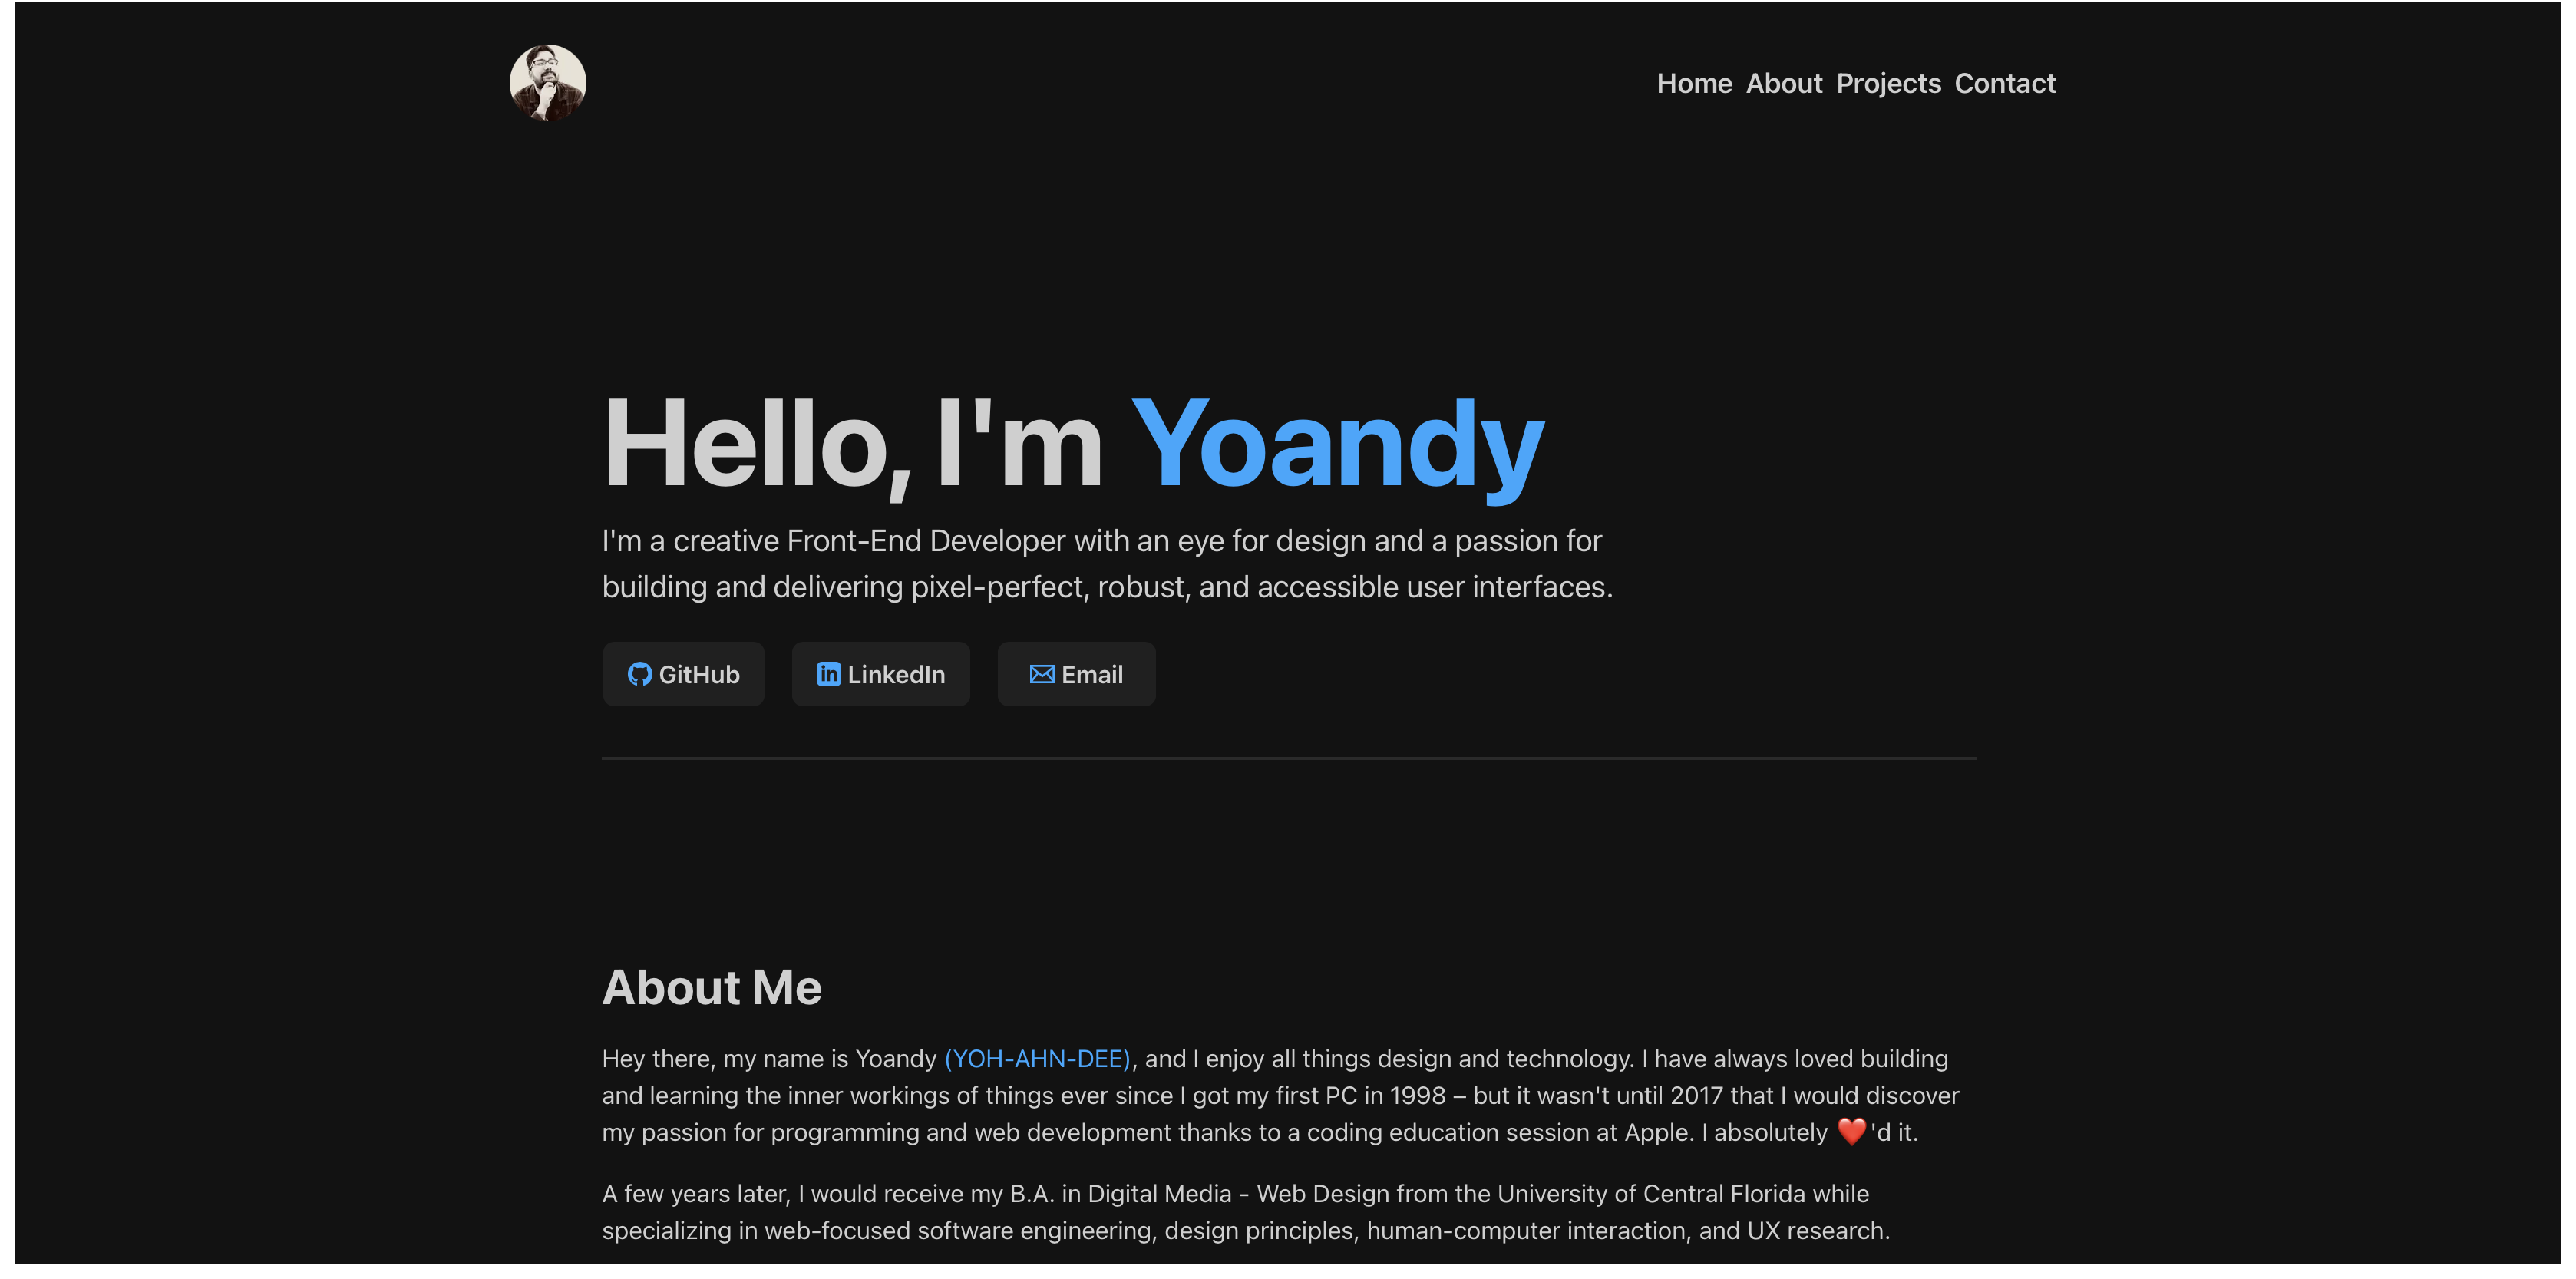 Home About Projects Contact
Hello, I'm Yoandy
I'm a creative Front-End Developer with an eye for design and a passion for
building and delivering pixel-perfect, robust, and accessible user interfaces.
GitHub LinkedIn Email
About Me
Hey there, my name is Yoandy (YOH-AHN-DEE), and I enjoy all things design and technology. I have always loved building
and learning the inner workings of things ever since I got my first PC in 1998 – but it wasn't until 2017 that I would discover
my passion for programming and web development thanks to a coding education session at Apple. I absolutely ❤️'d it.
A few years later, I would receive my B.A. in Digital Media - Web Design from the University of Central Florida while
specializing in web-focused software engineering, design principles, human-computer interaction, and UX research.